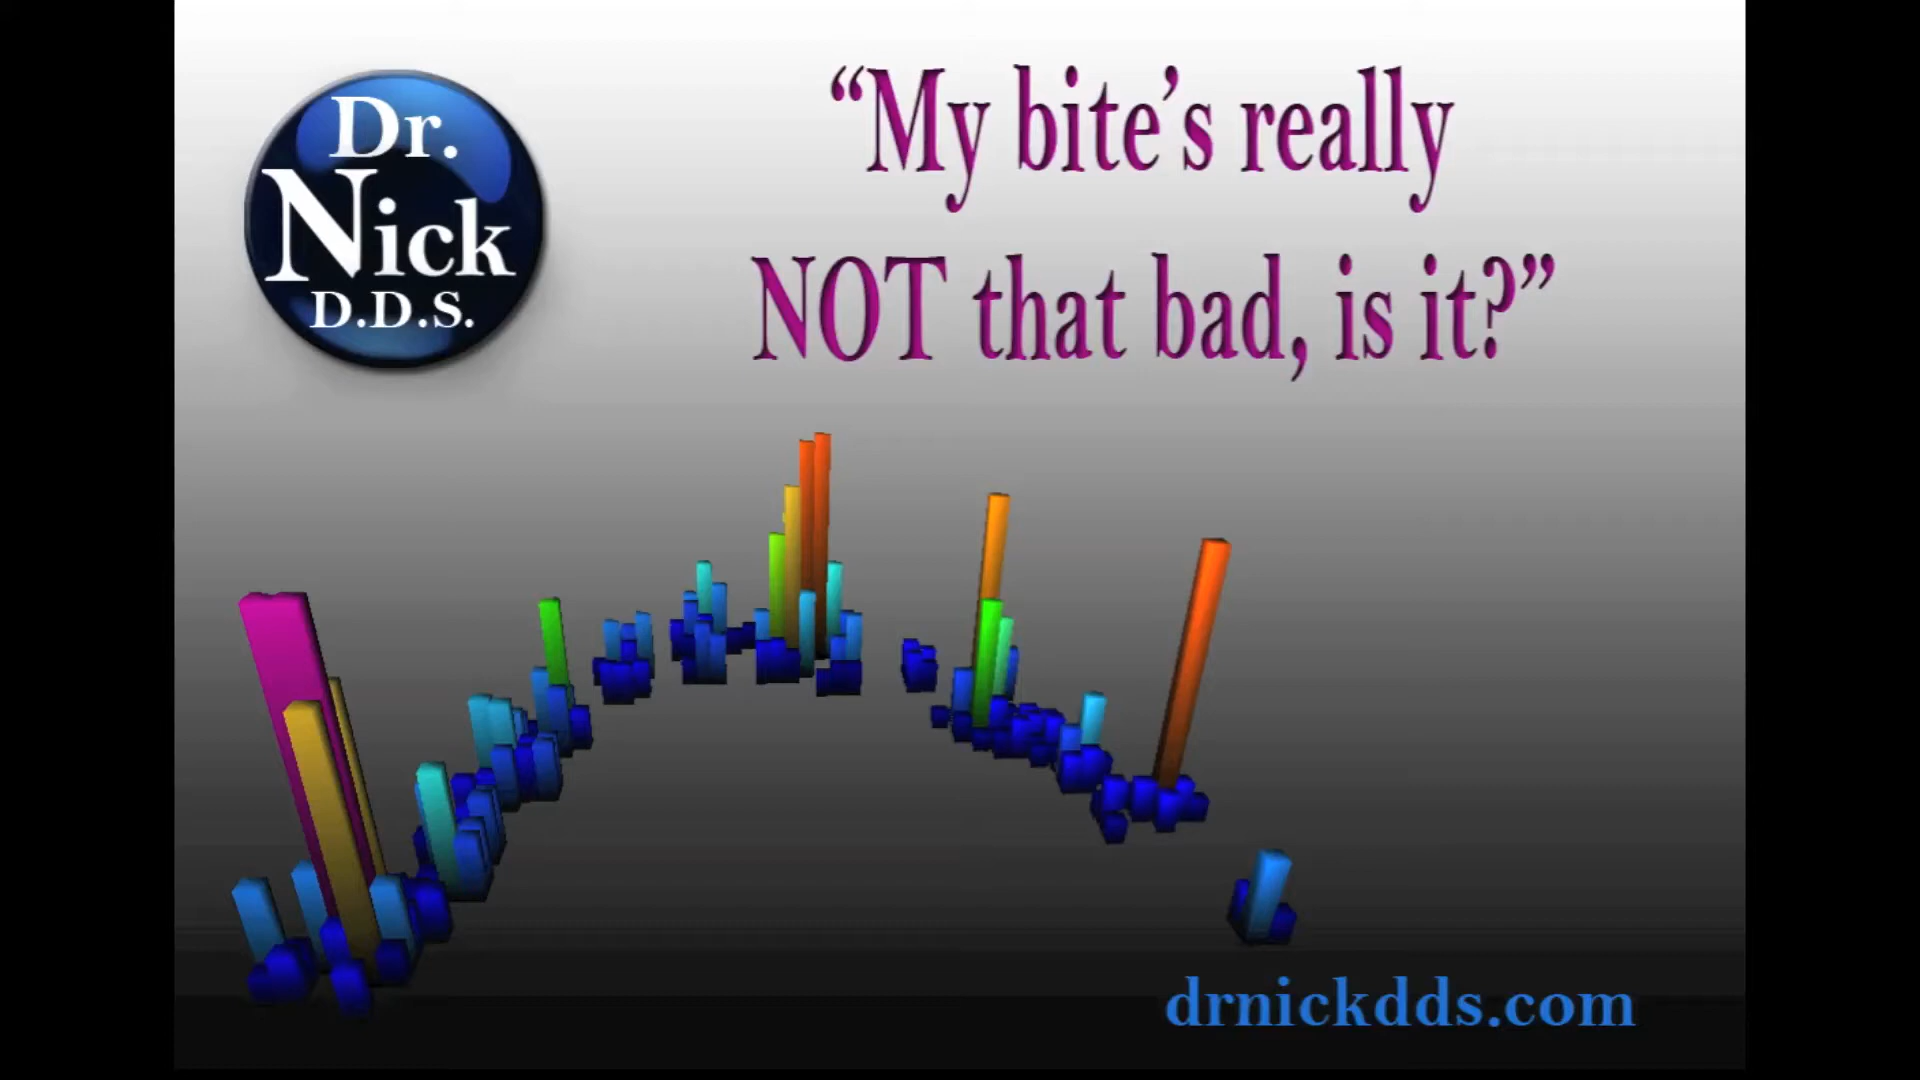 Dr.
Nick
D.D.S.
“My bite’s really
NOT that bad, is it?”
drnickdds.com